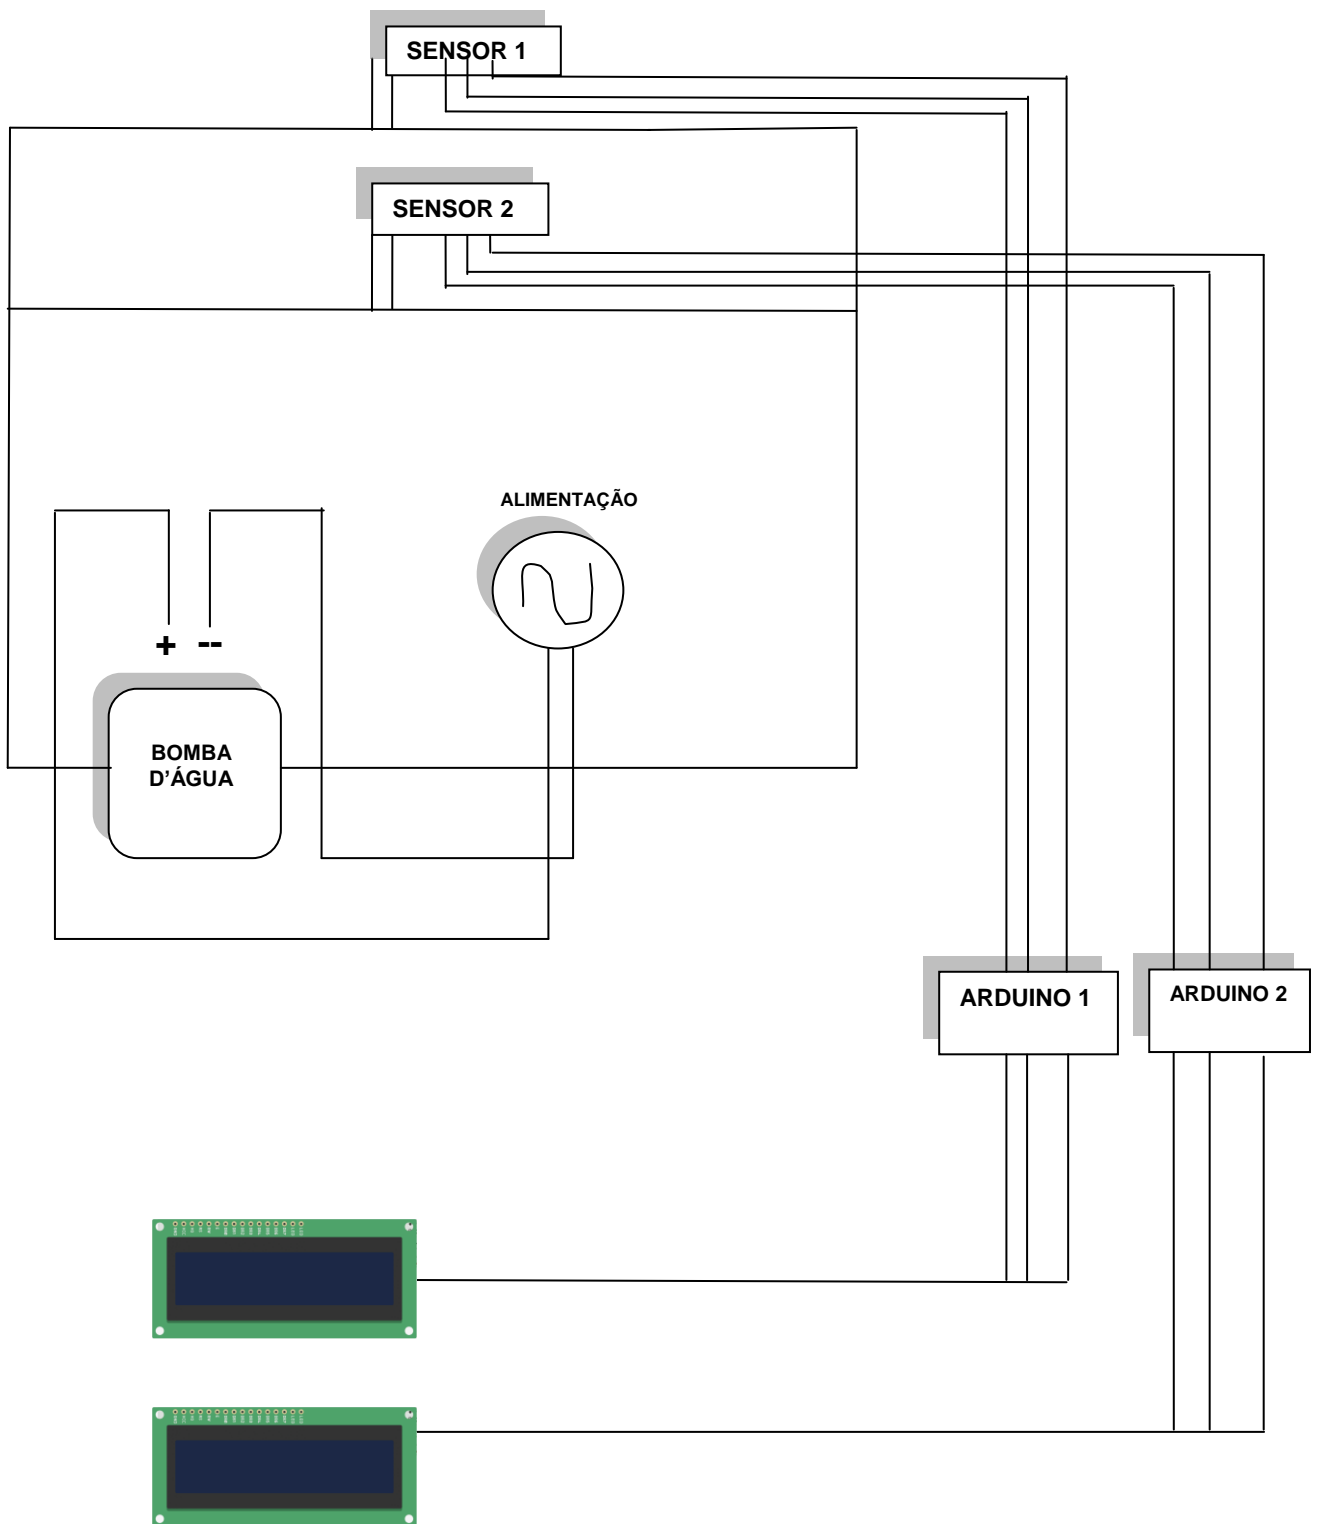 SENSOR 1
SENSOR 2
ALIMENTAÇÃO
+ --
BOMBA
D’ÁGUA
ARDUINO 1
ARDUINO 2